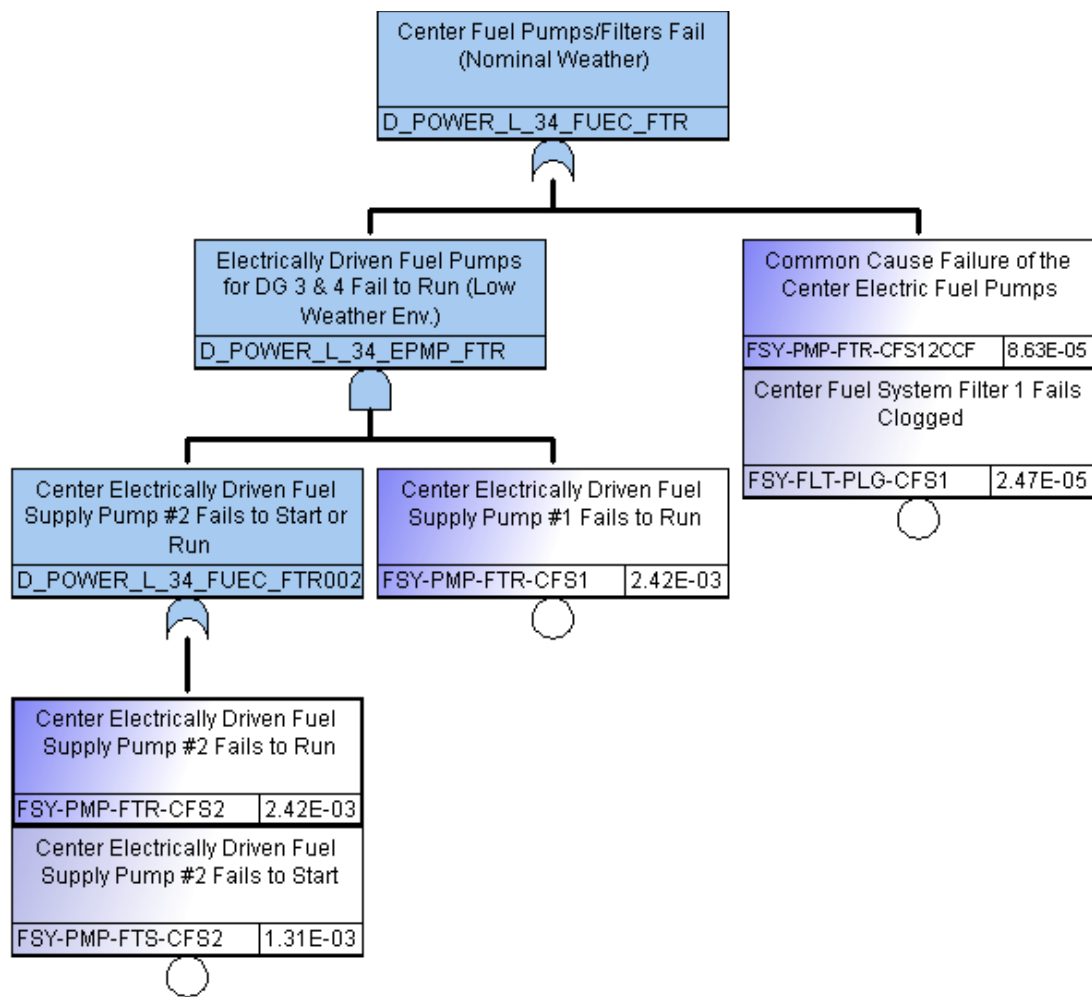 Center Fuel Pumps/Filters Fail
(Nominal Weather)
D_POWER_L_34_FUEC_FTR
Electrically Driven Fuel Pumps
for DG 3 & 4 Fail to Run (Low
Weather Env.)
D_POWER_L_34_EPMP_FTR
Common Cause Failure of the
Center Electric Fuel Pumps
FSY-PMP-FTR-CFS12CCF 8.63E-05
Center Fuel System Filter 1 Fails
Clogged
FSY-FLT-PLG-CFS1 2.47E-05
Center Electrically Driven Fuel
Supply Pump #2 Fails to Start or
Run
D_POWER_L_34_FUEC_FTR002
Center Electrically Driven Fuel
Supply Pump #1 Fails to Run
FSY-PMP-FTR-CFS1 2.42E-03
Center Electrically Driven Fuel
Supply Pump #2 Fails to Run
FSY-PMP-FTR-CFS2 2.42E-03
Center Electrically Driven Fuel
Supply Pump #2 Fails to Start
FSY-PMP-FTS-CFS2 1.31E-03